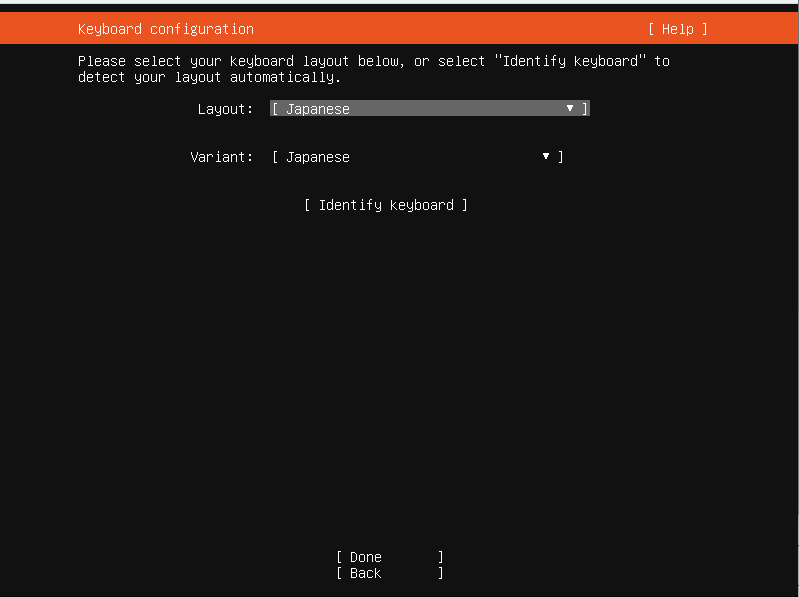 Keyboard configuration [ Help ]
Please select your keyboard layout below, or select "Identify keyboard" to
detect your layout automatically.
Layout: [ Japanese ▼ ]
Variant: [ Japanese ▼ ]
[ Identify keyboard ]
[ Done ]
[ Back ]